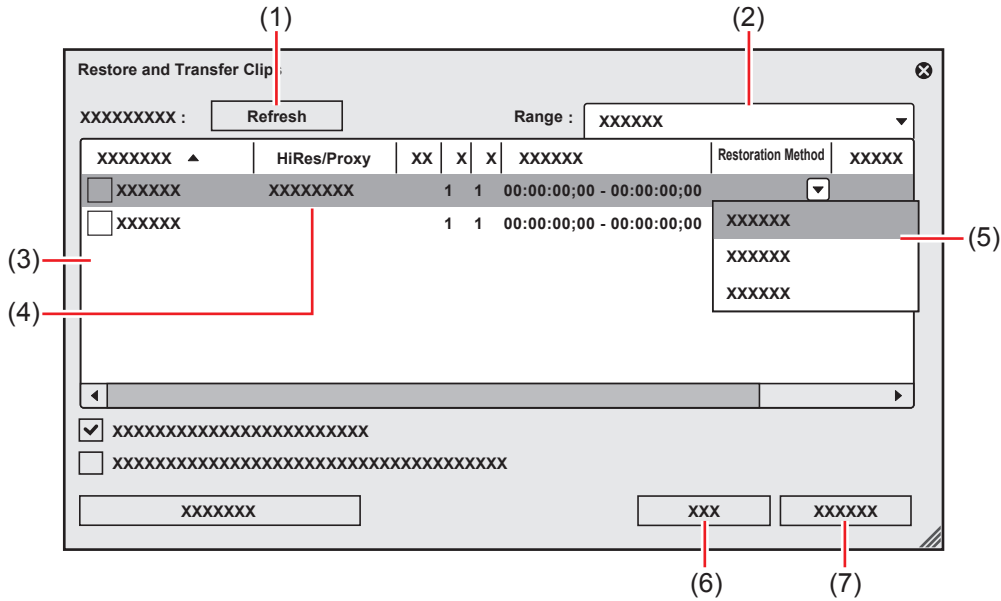 (1) (2)
Restore and Transfer Clips
XXXXXXXXX : Refresh Range : XXXXXX
XXXXXXX HiRes/Proxy XX X X XXXXXX Restoration Method XXXXX
XXXXXX XXXXXXXX 1 1 00:00:00;00 - 00:00:00;00
XXXXXX 1 1 00:00:00;00 - 00:00:00;00 XXXXXX
(5)
(3) XXXXXX
(4) XXXXXX
XXXXXXXXXXXXXXXXXXXXXXXX
XXXXXXXXXXXXXXXXXXXXXXXXXXXXXXXXXXXXX
XXXXXXX XXX XXXXXX
(6) (7)